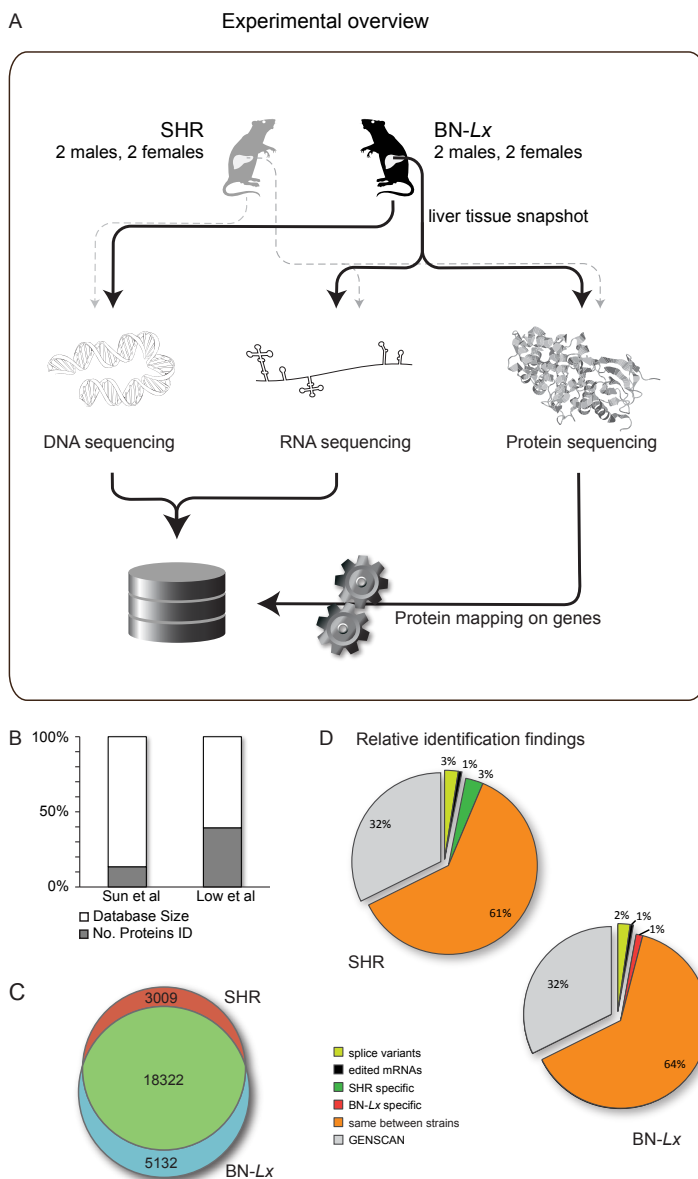 A
Experimental overview
SHR
2 males, 2 females
BN-Lx
2 males, 2 females
liver tissue snapshot
DNA sequencing
RNA sequencing
Protein sequencing
Protein mapping on genes
B
100%
50%
0%
Sun et al
Low et al
Database Size
No. Proteins ID
C
3009
SHR
18322
5132
BN-Lx
D
Relative identification findings
3%
1%
3%
32%
61%
SHR
2%
1%
1%
32%
64%
BN-Lx
splice variants
edited mRNAs
SHR specific
BN-Lx specific
same between strains
GENSCAN